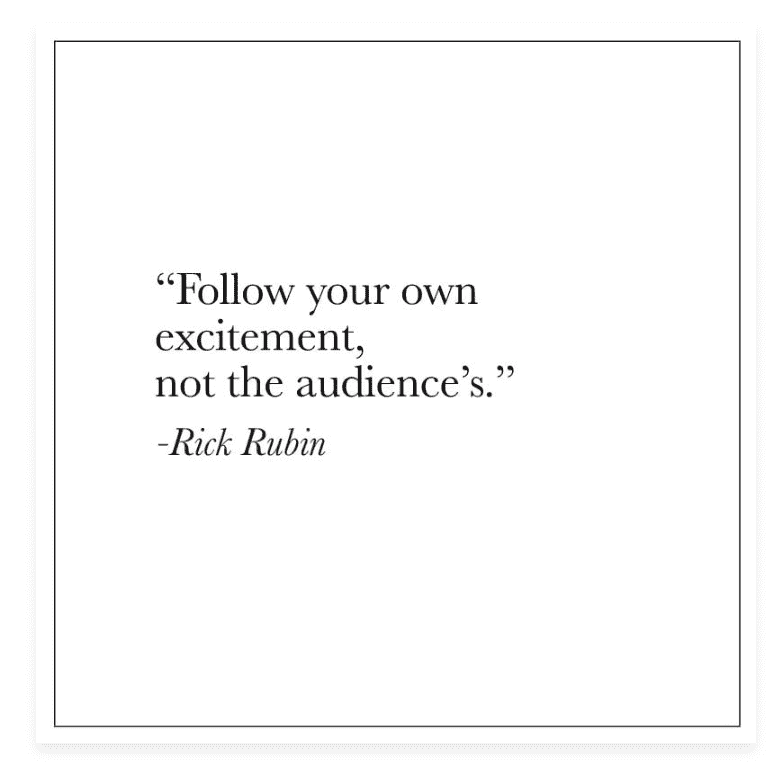 “Follow your own
excitement,
not the audience’s.”
-Rick Rubin